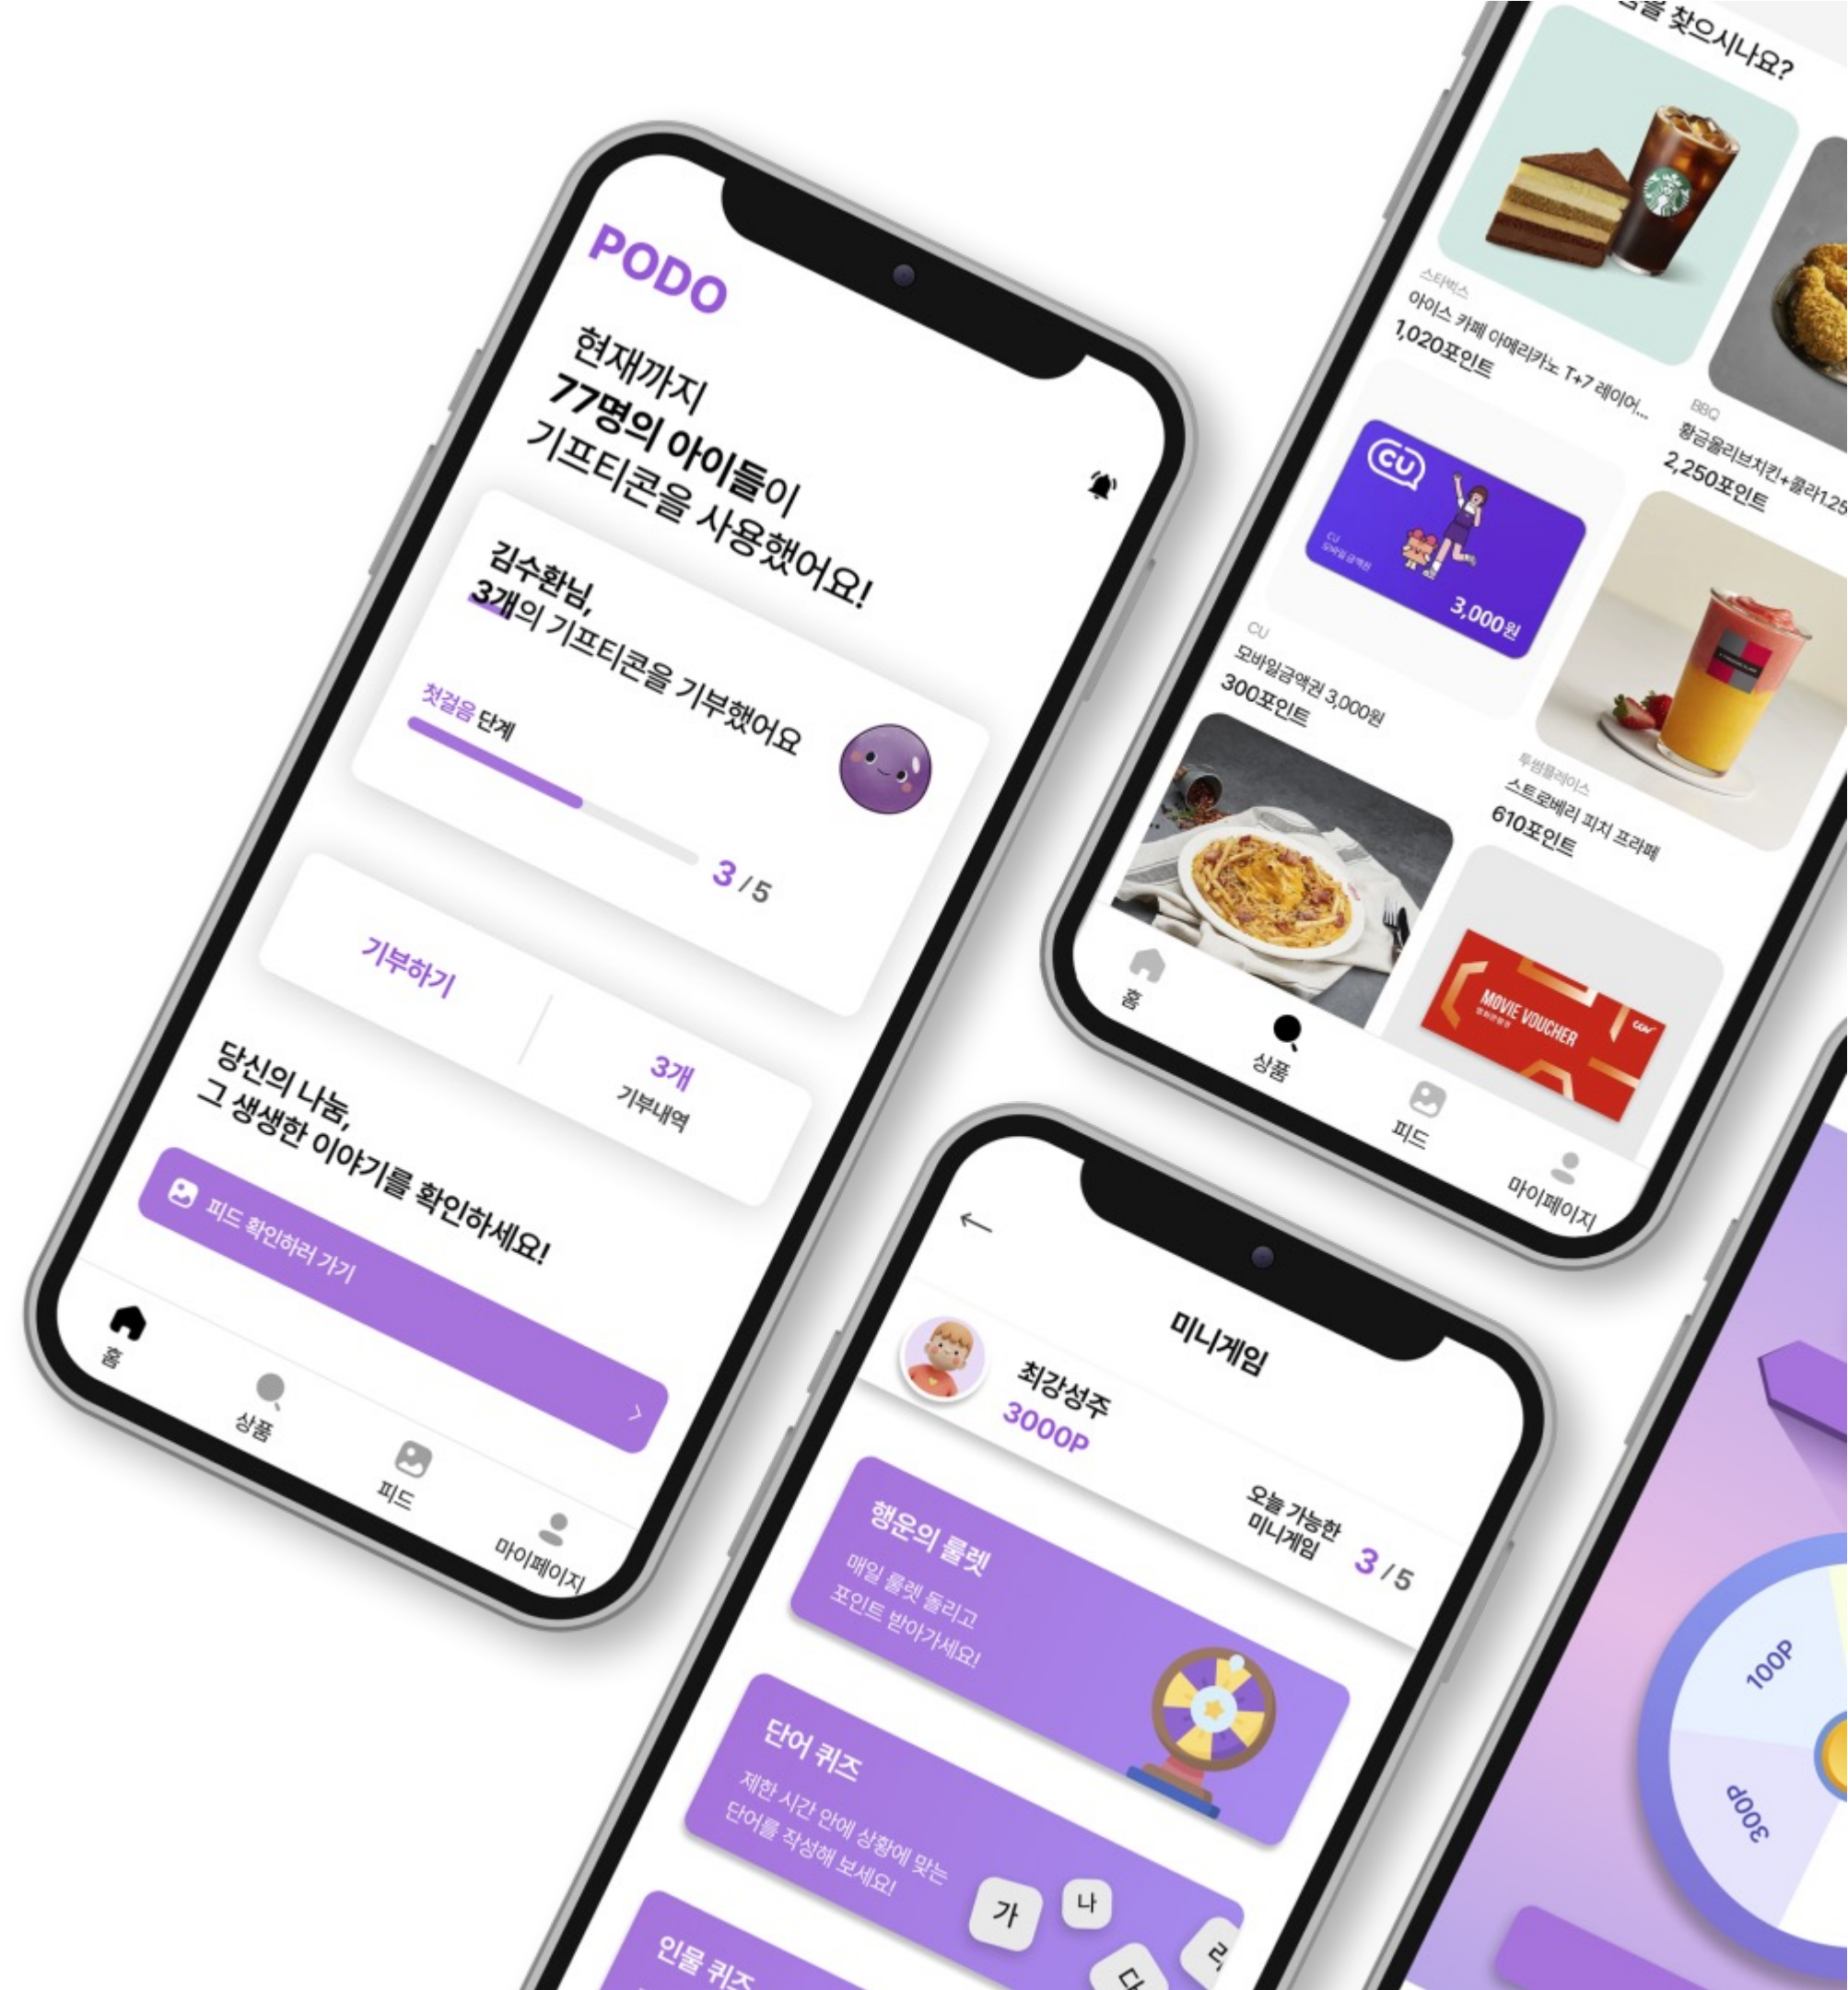 PODO
현재까지
77명의 아이들이
기프티콘을 사용했어요!
김수환님,
3개의 기프티콘을 기부했어요
첫걸음 단계
3 / 5
기부하기
3개
기부내역
당신의 나눔,
그 생생한 이야기를 확인하세요!
피드 확인하러 가기
홈
상품
피드
마이페이지
찾으시나요?
스타벅스
아이스 카페 아메리카노 T+7 레이어...
1,020포인트
BBQ
황금올리브치킨+콜라1.25
2,250포인트
CU
CU
모바일 금액권
3,000원
CU
모바일금액권 3,000원
300포인트
투썸플레이스
스트로베리 피치 프라페
610포인트
MOVIE VOUCHER
영화관람권
CGV
홈
상품
피드
마이페이지
미니게임
최강성주
3000P
오늘 가능한
미니게임
3 / 5
행운의 룰렛
매일 룰렛 돌리고
포인트 받아가세요!
단어 퀴즈
제한 시간 안에 상황에 맞는
단어를 작성해 보세요!
가
나
다
인물 퀴즈
100P
300P